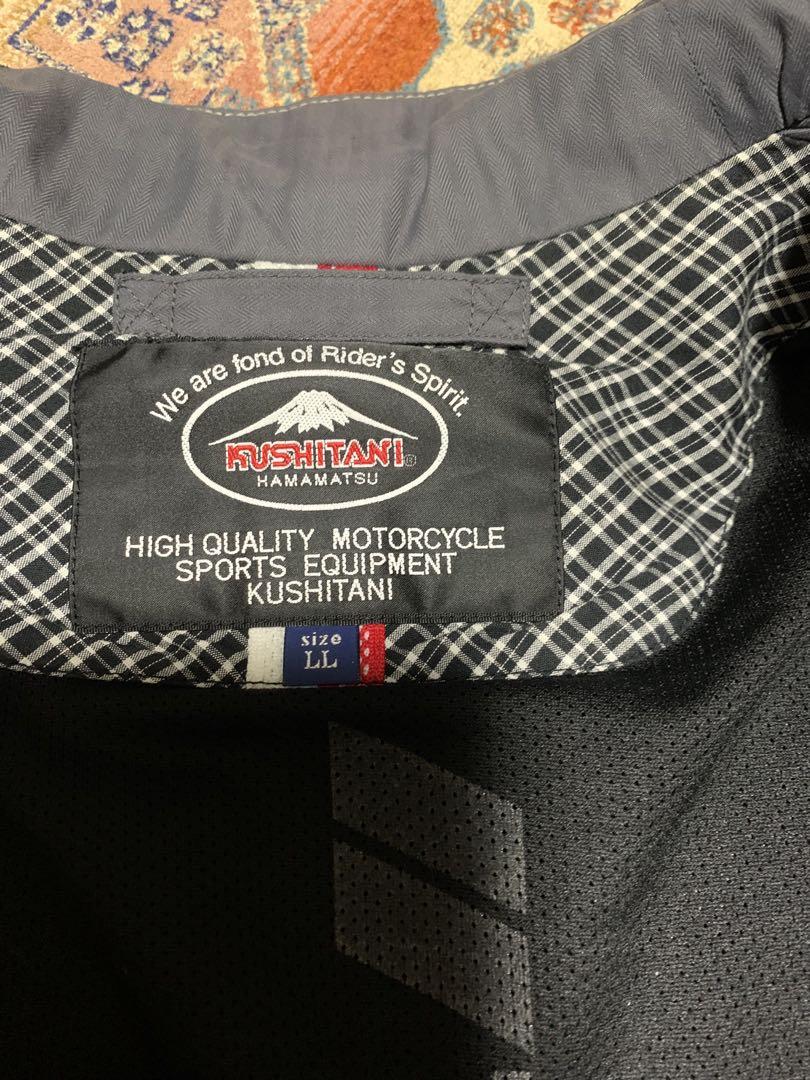 We are fond of Rider's Spirit.
KUSHITANI®
HAMAMATSU
HIGH QUALITY MOTORCYCLE
SPORTS EQUIPMENT
KUSHITANI
size
LL